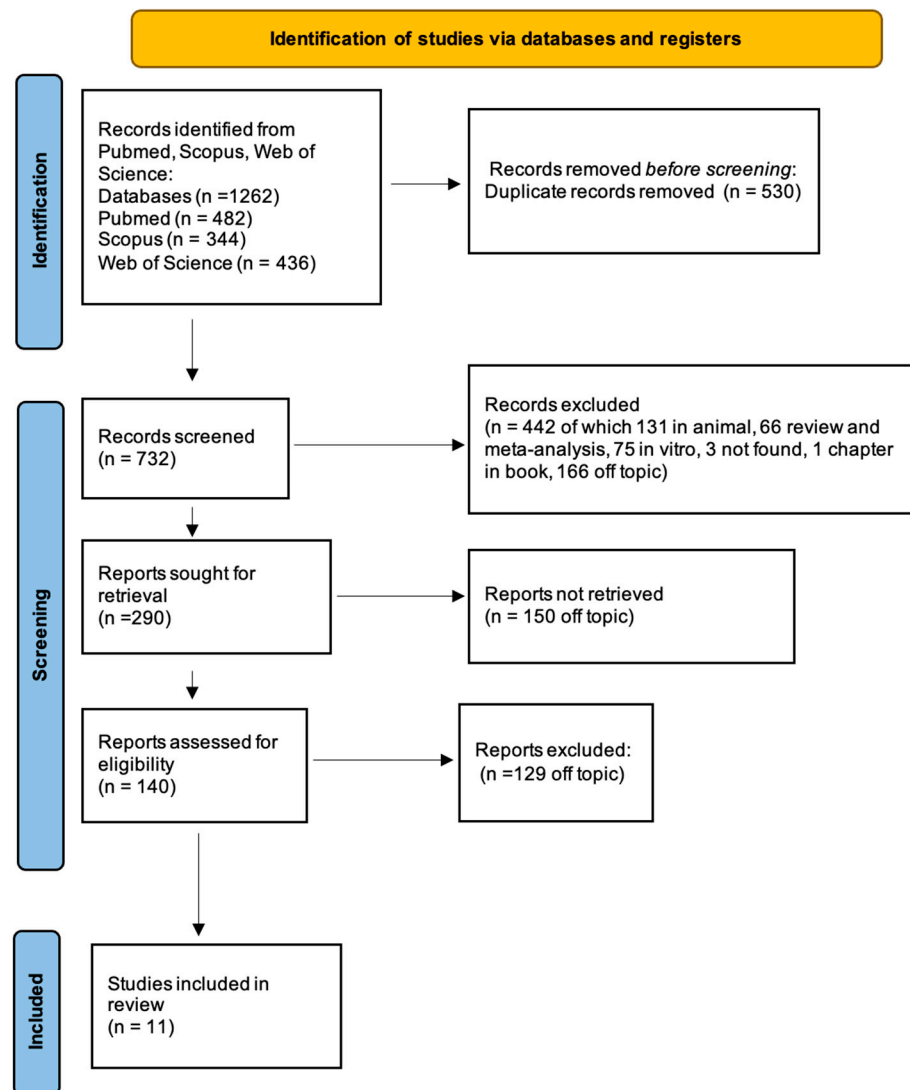 Identification of studies via databases and registers
Identification
Records identified from
Pubmed, Scopus, Web of
Science:
Databases (n =1262)
Pubmed (n = 482)
Scopus (n = 344)
Web of Science (n = 436)
Records removed before screening:
Duplicate records removed (n = 530)
Screening
Records screened
(n = 732)
Records excluded
(n = 442 of which 131 in animal, 66 review and
meta-analysis, 75 in vitro, 3 not found, 1 chapter
in book, 166 off topic)
Reports sought for
retrieval
(n =290)
Reports not retrieved
(n = 150 off topic)
Reports assessed for
eligibility
(n = 140)
Reports excluded:
(n =129 off topic)
Included
Studies included in
review
(n = 11)